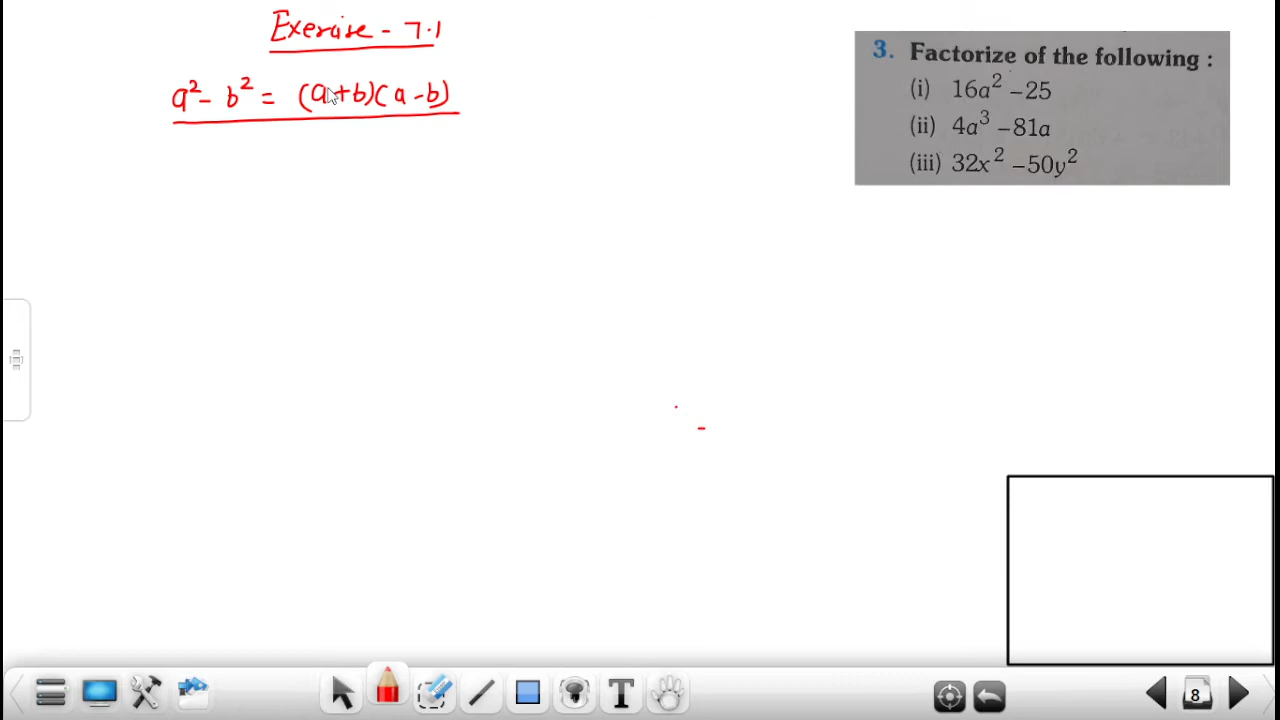 Exercise - 7.1
a² - b² = (a+b)(a-b)
3. Factorize of the following :
(i) 16a² -25
(ii) 4a³ -81a
(iii) 32x² -50y²
T
8